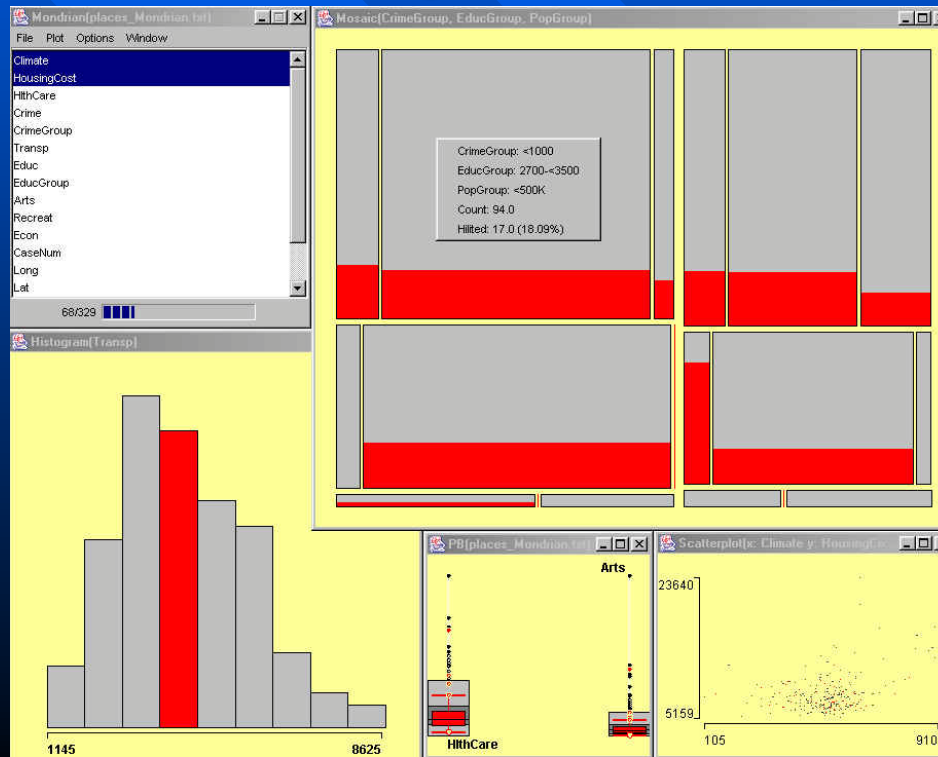 Mondrian(places_Mondrian.txt)
File Plot Options Window
Climate
HousingCost
HlthCare
Crime
CrimeGroup
Transp
Educ
EducGroup
Arts
Recreat
Econ
CaseNum
Long
Lat
68/329
Mosaic(CrimeGroup, EducGroup, PopGroup)
CrimeGroup: <1000
EducGroup: 2700-<3500
PopGroup: <500K
Count: 94.0
Hilited: 17.0 (18.09%)
Histogram(Transp)
1145
8625
PB(places_Mondrian.txt)
Arts
HlthCare
Scatterplot(x: Climate y:
23640
5159
105
910